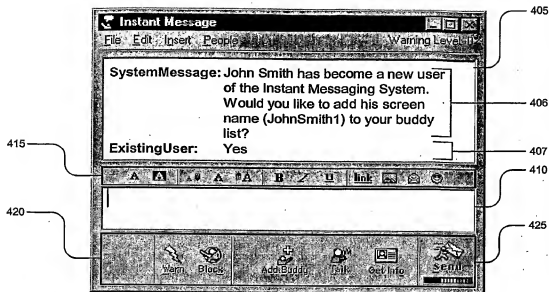 Instant Message
File Edit Insert People Warning Level:
405
SystemMessage: John Smith has become a new user
of the Instant Messaging System.
Would you like to add his screen
name (JohnSmith1) to your buddy
list?
406
ExistingUser: Yes
407
415
A A A A A B I U link
410
420
Warn Block Add Buddy Talk Get Info Send
425